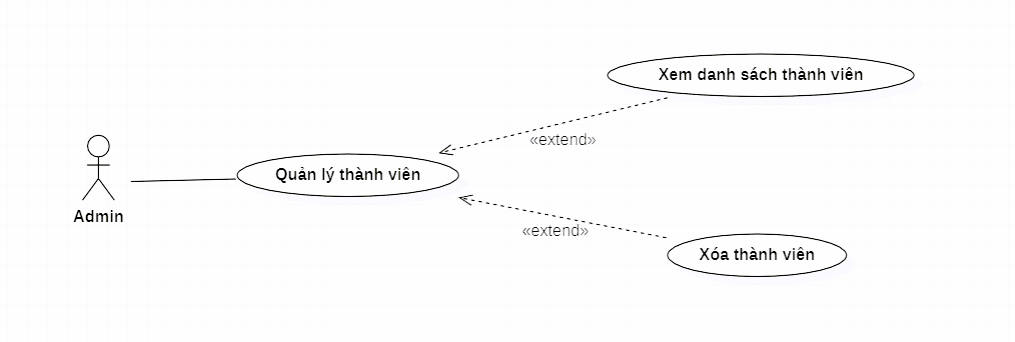 Xem danh sách thành viên
«extend»
Quản lý thành viên
Admin
«extend»
Xóa thành viên